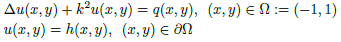 Δu(x, y) + k²u(x, y) = q(x, y), (x, y) ∈ Ω := (−1, 1)
u(x, y) = h(x, y), (x, y) ∈ ∂Ω